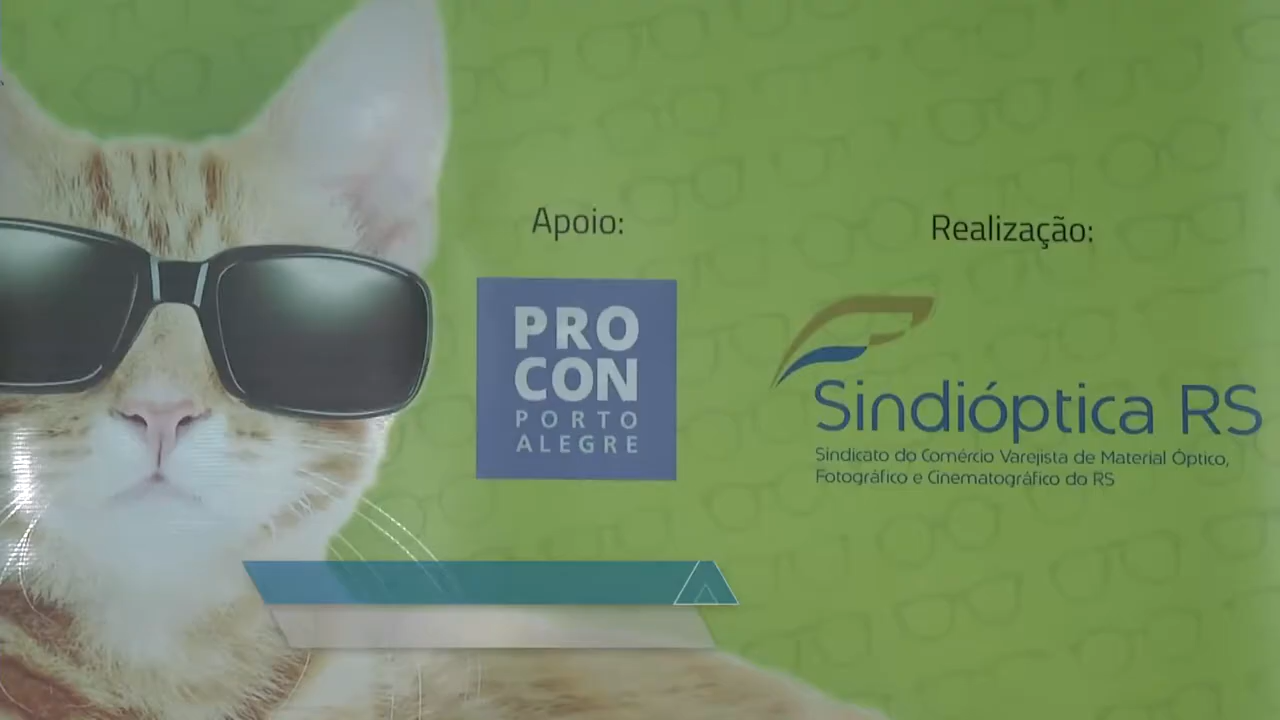 Apoio:
PRO
CON
PORTO
ALEGRE
Realização:
Sindióptica RS
Sindicato do Comércio Varejista de Material Óptico,
Fotográfico e Cinematográfico do RS